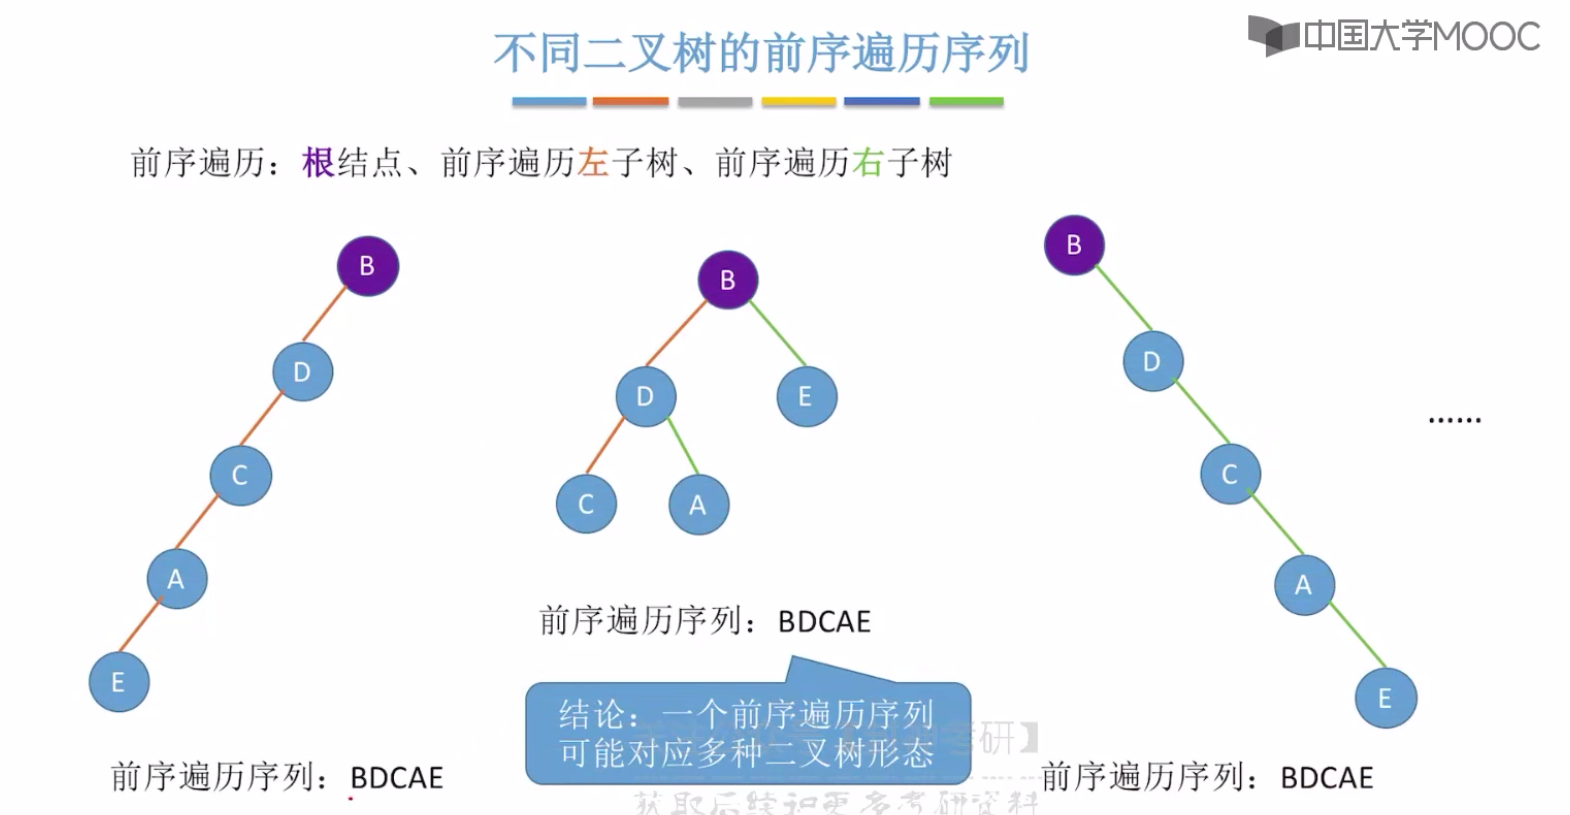 不同二叉树的前序遍历序列
中国大学MOOC
前序遍历：根结点、前序遍历左子树、前序遍历右子树
B
D
C
A
E
前序遍历序列：BDCAE
B
D
E
C
A
前序遍历序列：BDCAE
结论：一个前序遍历序列
可能对应多种二叉树形态
B
D
C
A
E
前序遍历序列：BDCAE
……
考研】
获取后续和更多考研资料